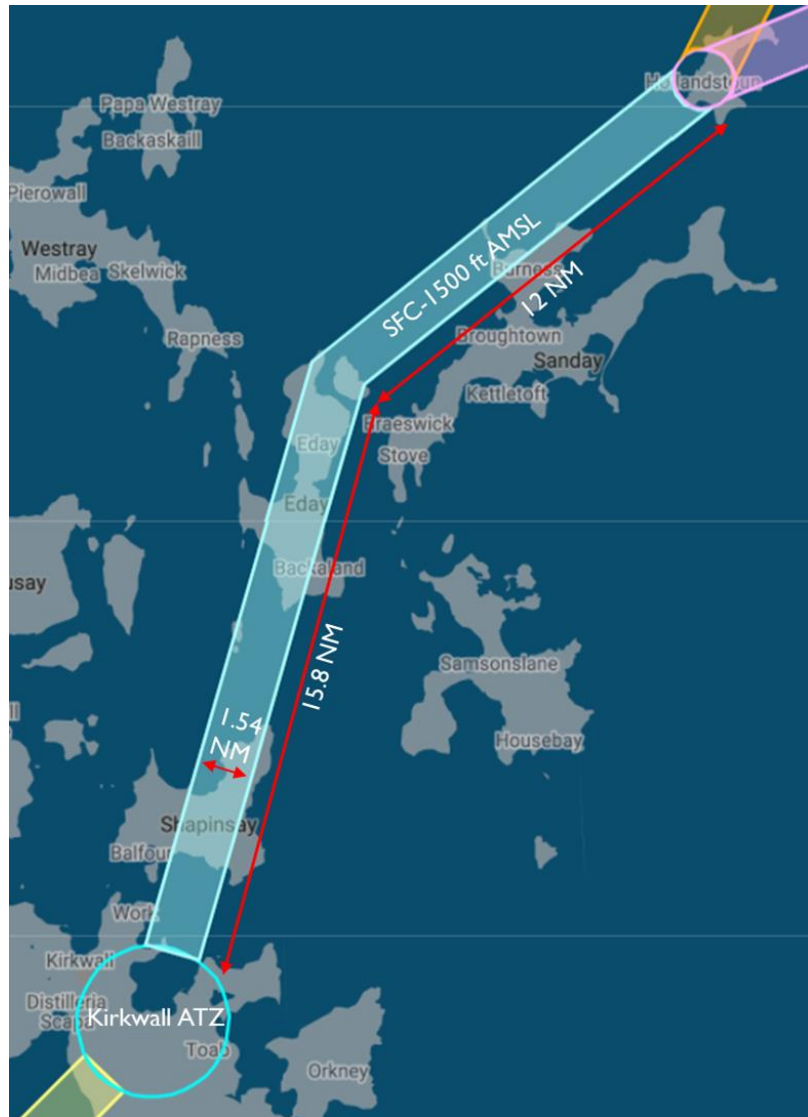 Hollandstoun
Papa Westray
Backaskaill
Pierowall
Westray
Midbea
Skelwick
Rapness
SFC-1500 ft AMSL
Burness
12 NM
Broughtown
Sanday
Kettletoft
Braeswick
Stove
Eday
Eday
Backaland
usay
15.8 NM
Samsonslane
Housebay
1.54
NM
Shapinsay
Balfour
Work
Kirkwall
Distilleria
Scapa
Kirkwall ATZ
Toab
Orkney